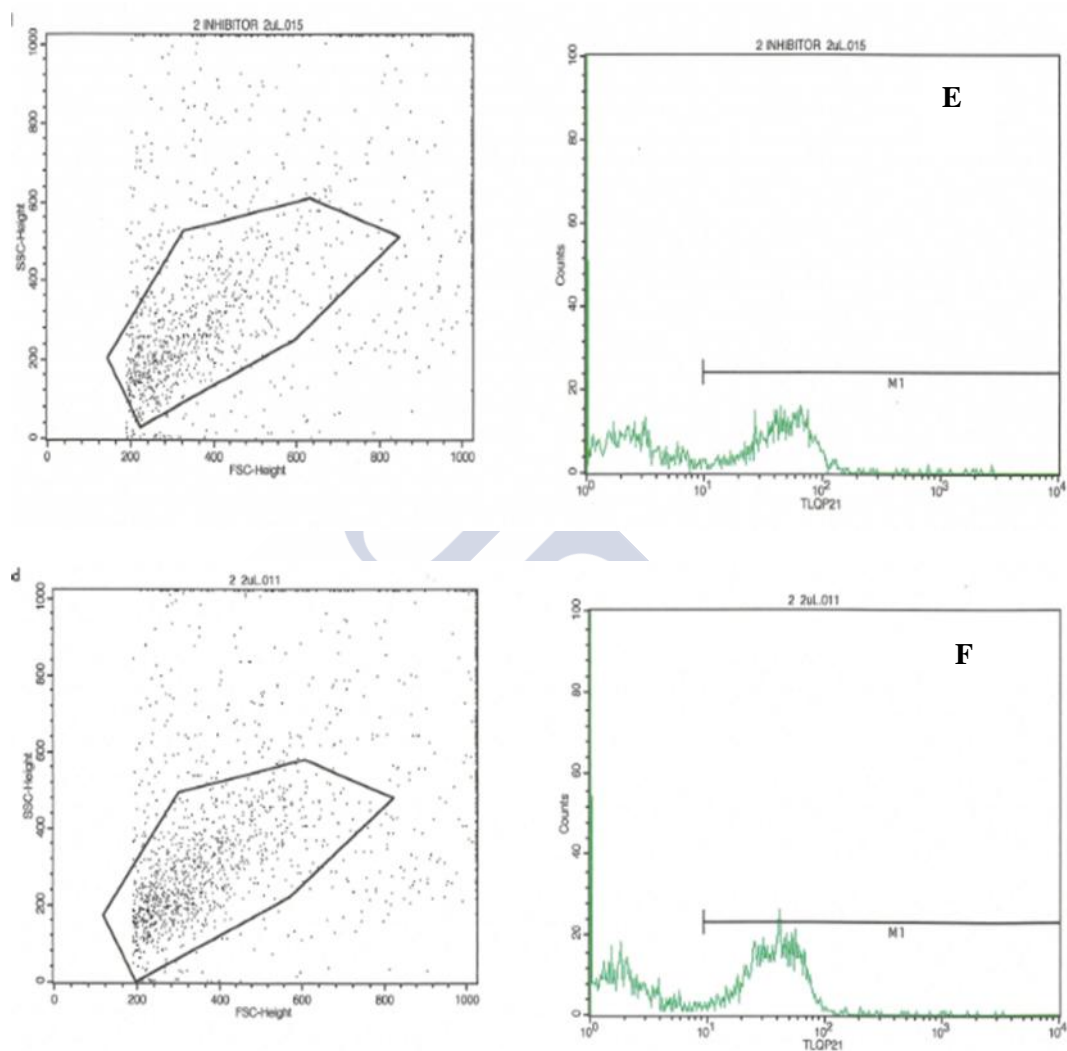 2 INHIBITOR 2uL.015
1000
800
600
400
200
0
SSC-Height
0 200 400 600 800 1000
FSC-Height
2 INHIBITOR 2uL.015
E
100
80
60
40
20
0
Counts
M1
10^0 10^1 10^2 10^3 10^4
TLQP21
2 2uL.011
1000
800
600
400
200
0
SSC-Height
0 200 400 600 800 1000
FSC-Height
2 2uL.011
F
100
80
60
40
20
0
Counts
M1
10^0 10^1 10^2 10^3 10^4
TLQP21